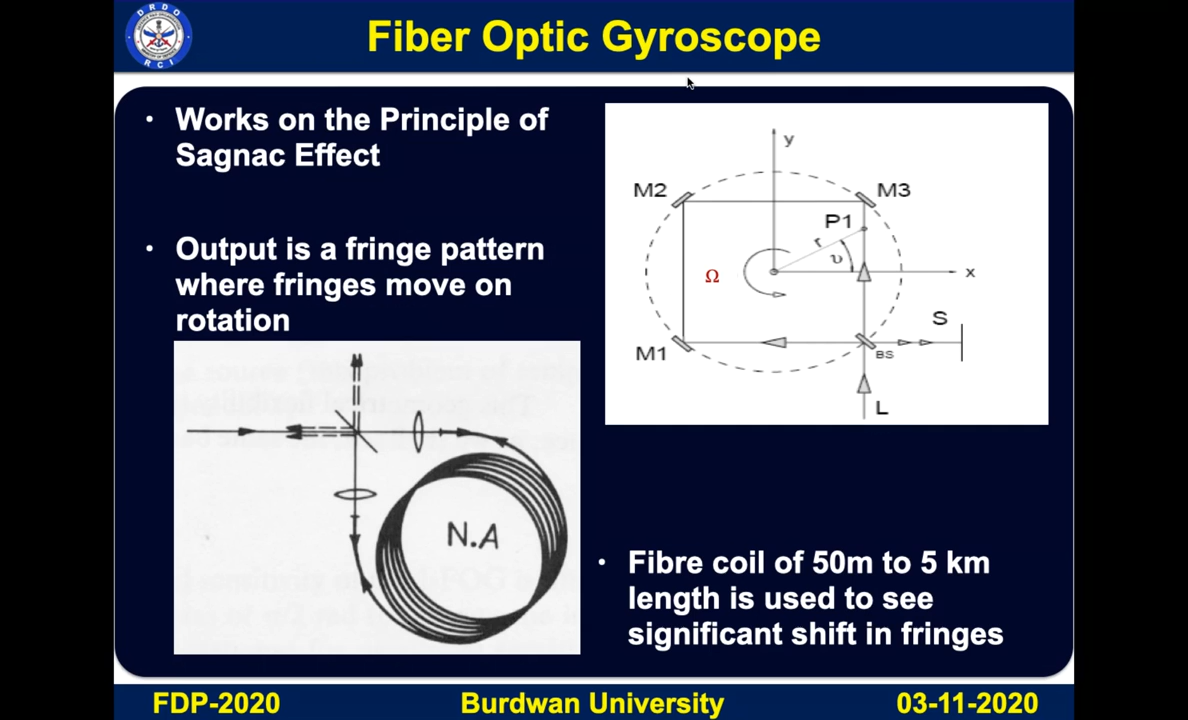 DRDO
RCI
Fiber Optic Gyroscope
• Works on the Principle of
Sagnac Effect
• Output is a fringe pattern
where fringes move on
rotation
y
M2
M3
P1
r
υ
Ω
x
S
M1
BS
L
N.A
• Fibre coil of 50m to 5 km
length is used to see
significant shift in fringes
FDP-2020
Burdwan University
03-11-2020